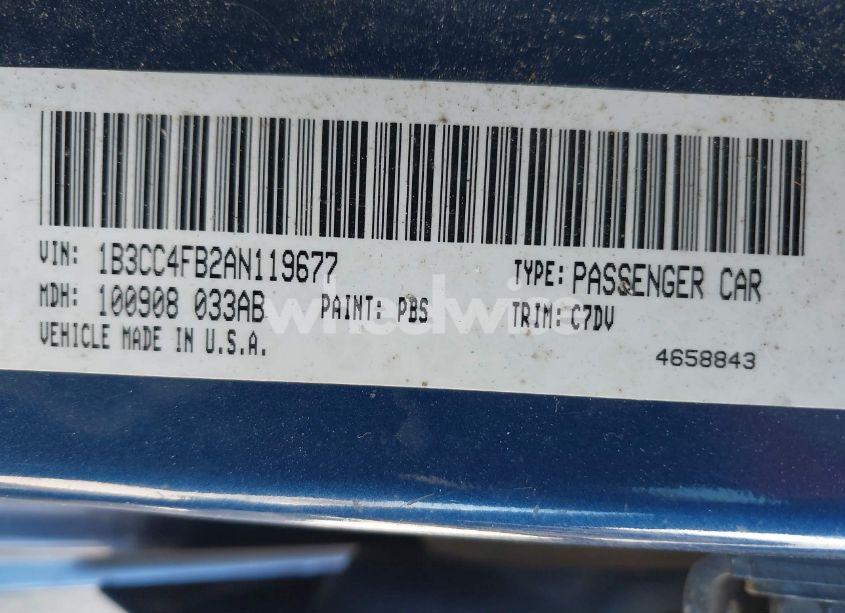 VIN: 1B3CC4FB2AN119677 TYPE: PASSENGER CAR
MDH: 100908 033AB PAINT: PBS TRIM: C7DV
VEHICLE MADE IN U.S.A. 4658843